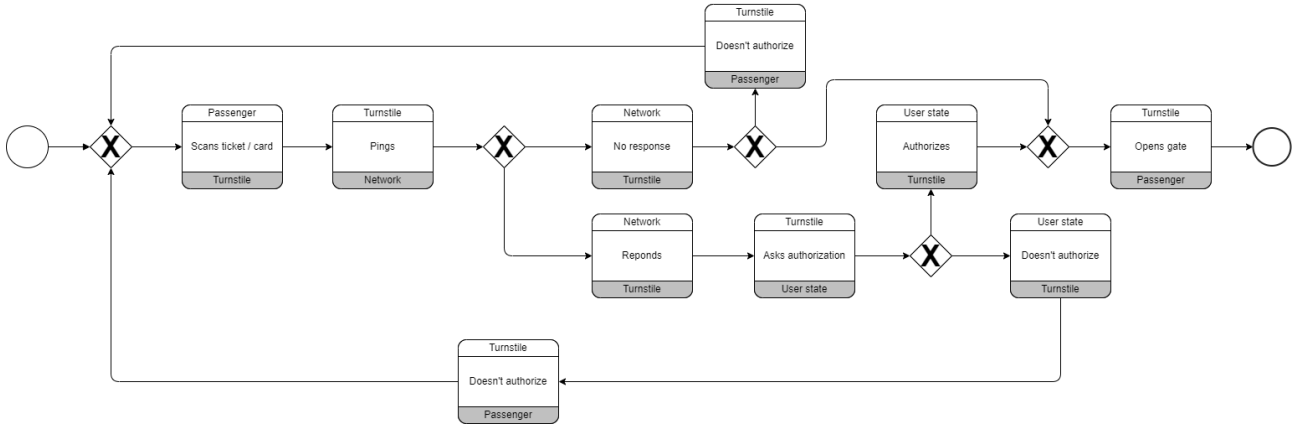 Turnstile
Doesn't authorize
Passenger
Passenger
Scans ticket / card
Turnstile
Turnstile
Pings
Network
X
X
Network
No response
Turnstile
X
User state
Authorizes
Turnstile
X
Turnstile
Opens gate
Passenger
Network
Reponds
Turnstile
Turnstile
Asks authorization
User state
X
User state
Doesn't authorize
Turnstile
Turnstile
Doesn't authorize
Passenger